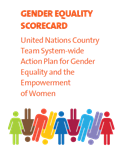 GENDER EQUALITY
SCORECARD
United Nations Country
Team System-wide
Action Plan for Gender
Equality and the
Empowerment
of Women